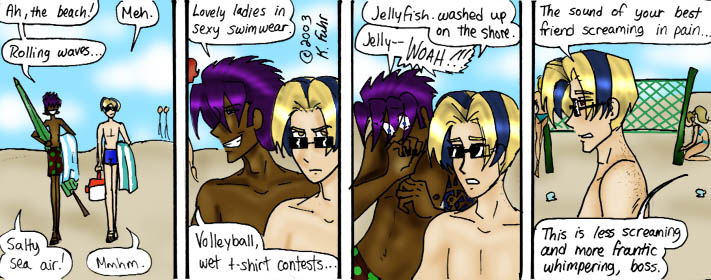 Ah, the beach!
Rolling waves...
Meh.
Salty
sea air!
Mmhm.
Lovely ladies in
sexy swimwear.
©2003
K. Fuhr
Volleyball,
wet t-shirt contests...
Jellyfish. washed up
on the shore.
Jelly--
WOAH!!!
The sound of your best
friend screaming in pain...
This is less screaming
and more frantic
whimpering, boss.